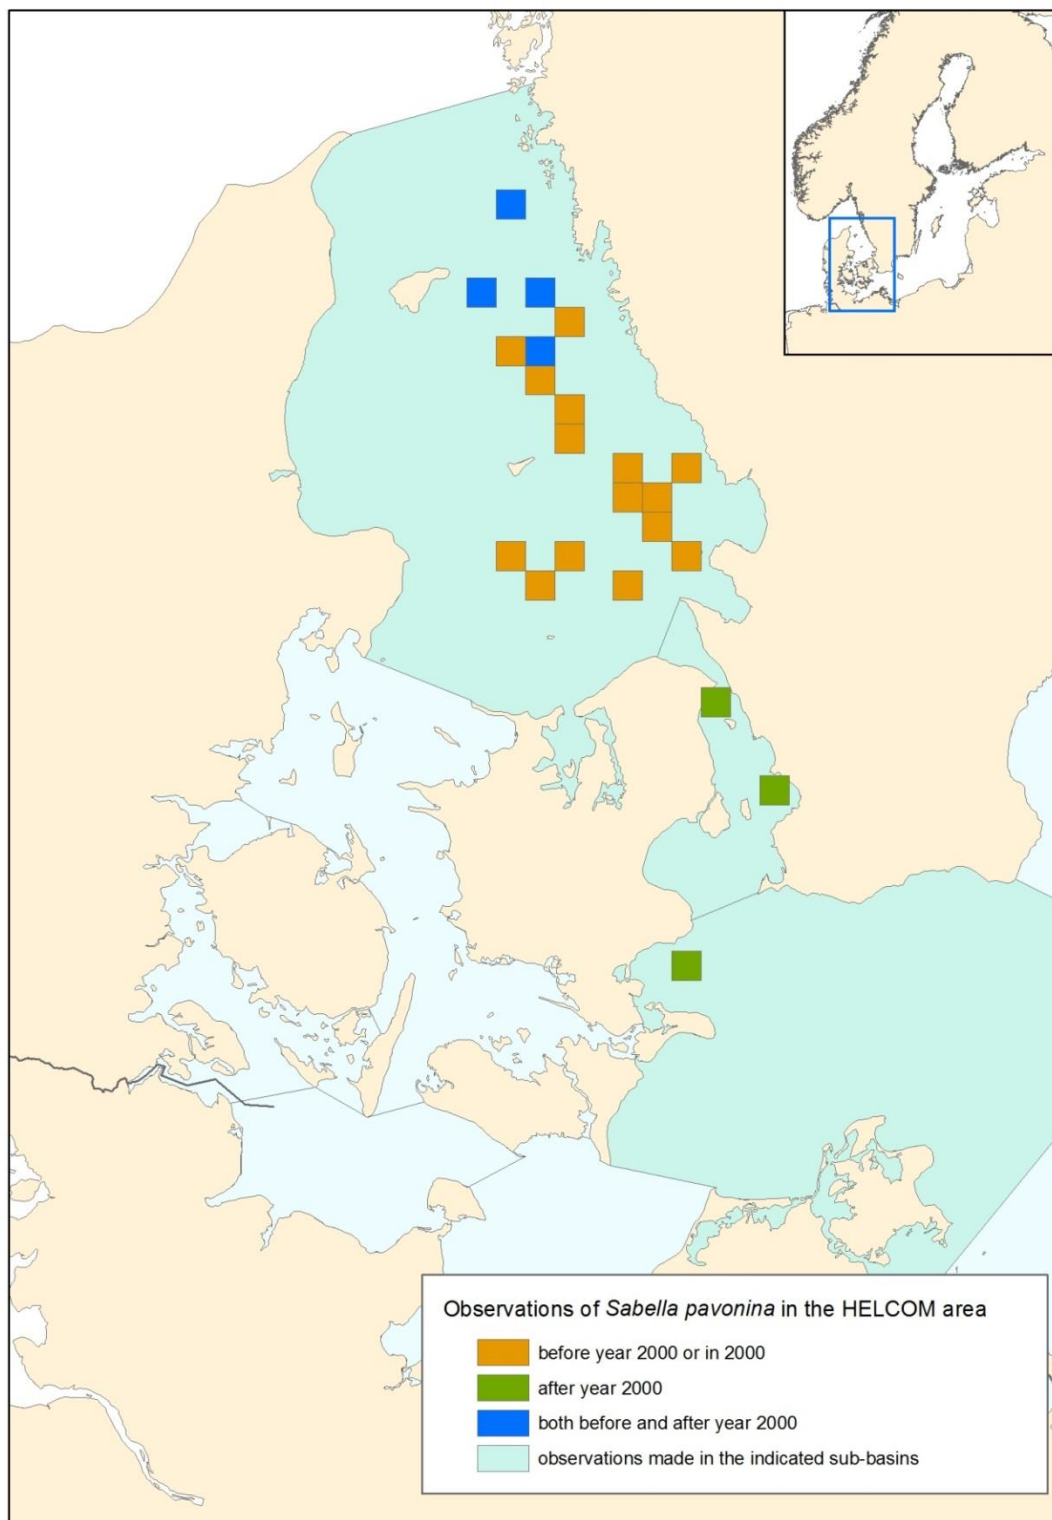 Observations of Sabella pavonina in the HELCOM area
before year 2000 or in 2000
after year 2000
both before and after year 2000
observations made in the indicated sub-basins